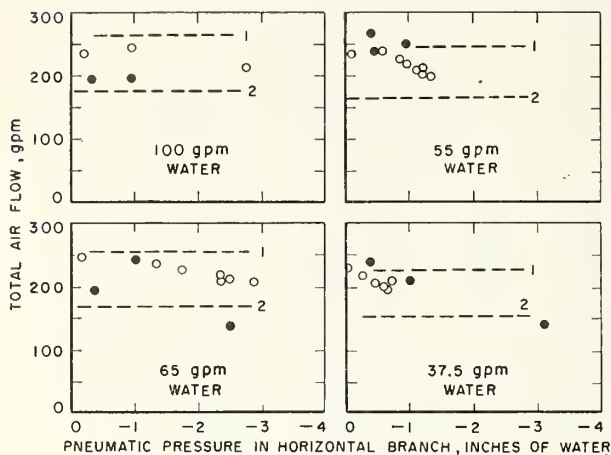 300
250
200
100
0
1
2
100 gpm
WATER
1
2
55 gpm
WATER
TOTAL AIR FLOW, gpm
300
200
100
0
1
2
65 gpm
WATER
1
2
37.5 gpm
WATER
0 -1 -2 -3 -4 0 -1 -2 -3 -4
PNEUMATIC PRESSURE IN HORIZONTAL BRANCH, INCHES OF WATER